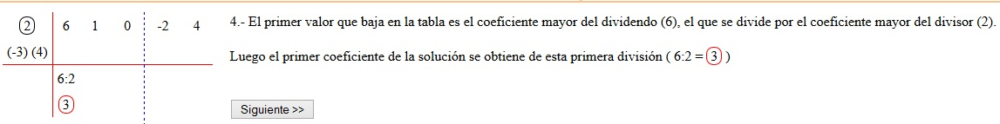 2 6 1 0 -2 4
(-3) (4)
6:2
3
4.- El primer valor que baja en la tabla es el coeficiente mayor del dividendo (6), el que se divide por el coeficiente mayor del divisor (2).
Luego el primer coeficiente de la solución se obtiene de esta primera división ( 6:2 = 3 )
Siguiente >>